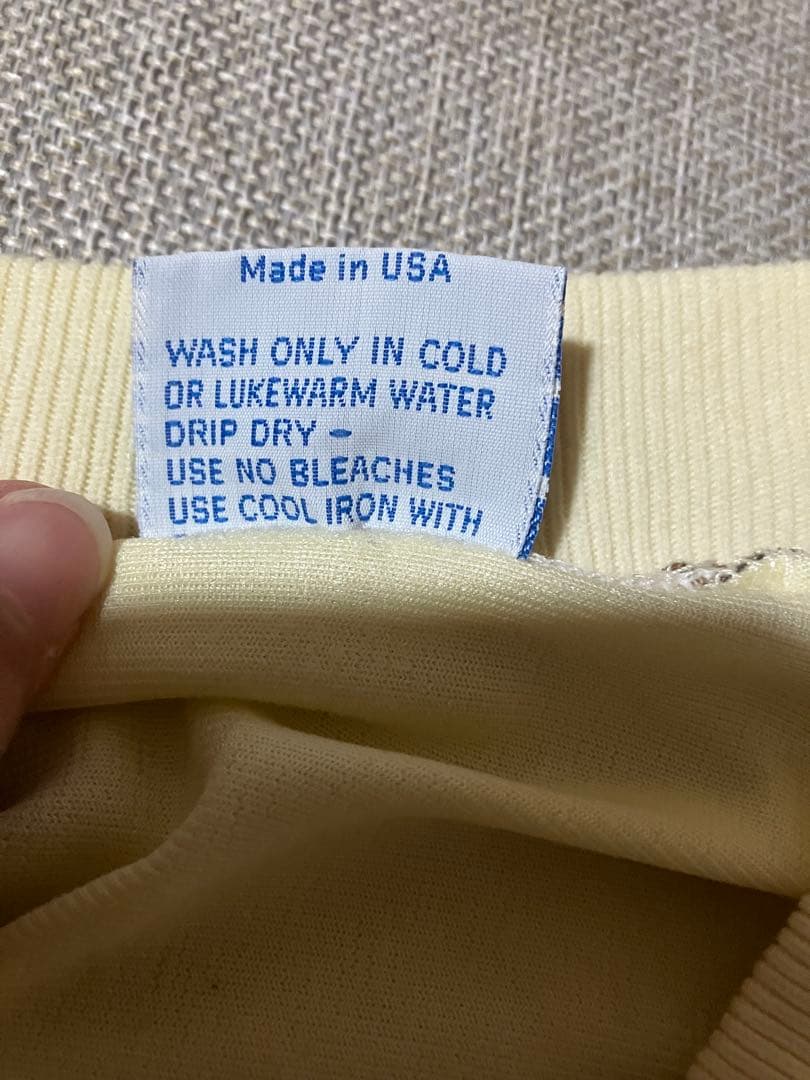 Made in USA
WASH ONLY IN COLD
OR LUKEWARM WATER
DRIP DRY -
USE NO BLEACHES
USE COOL IRON WITH